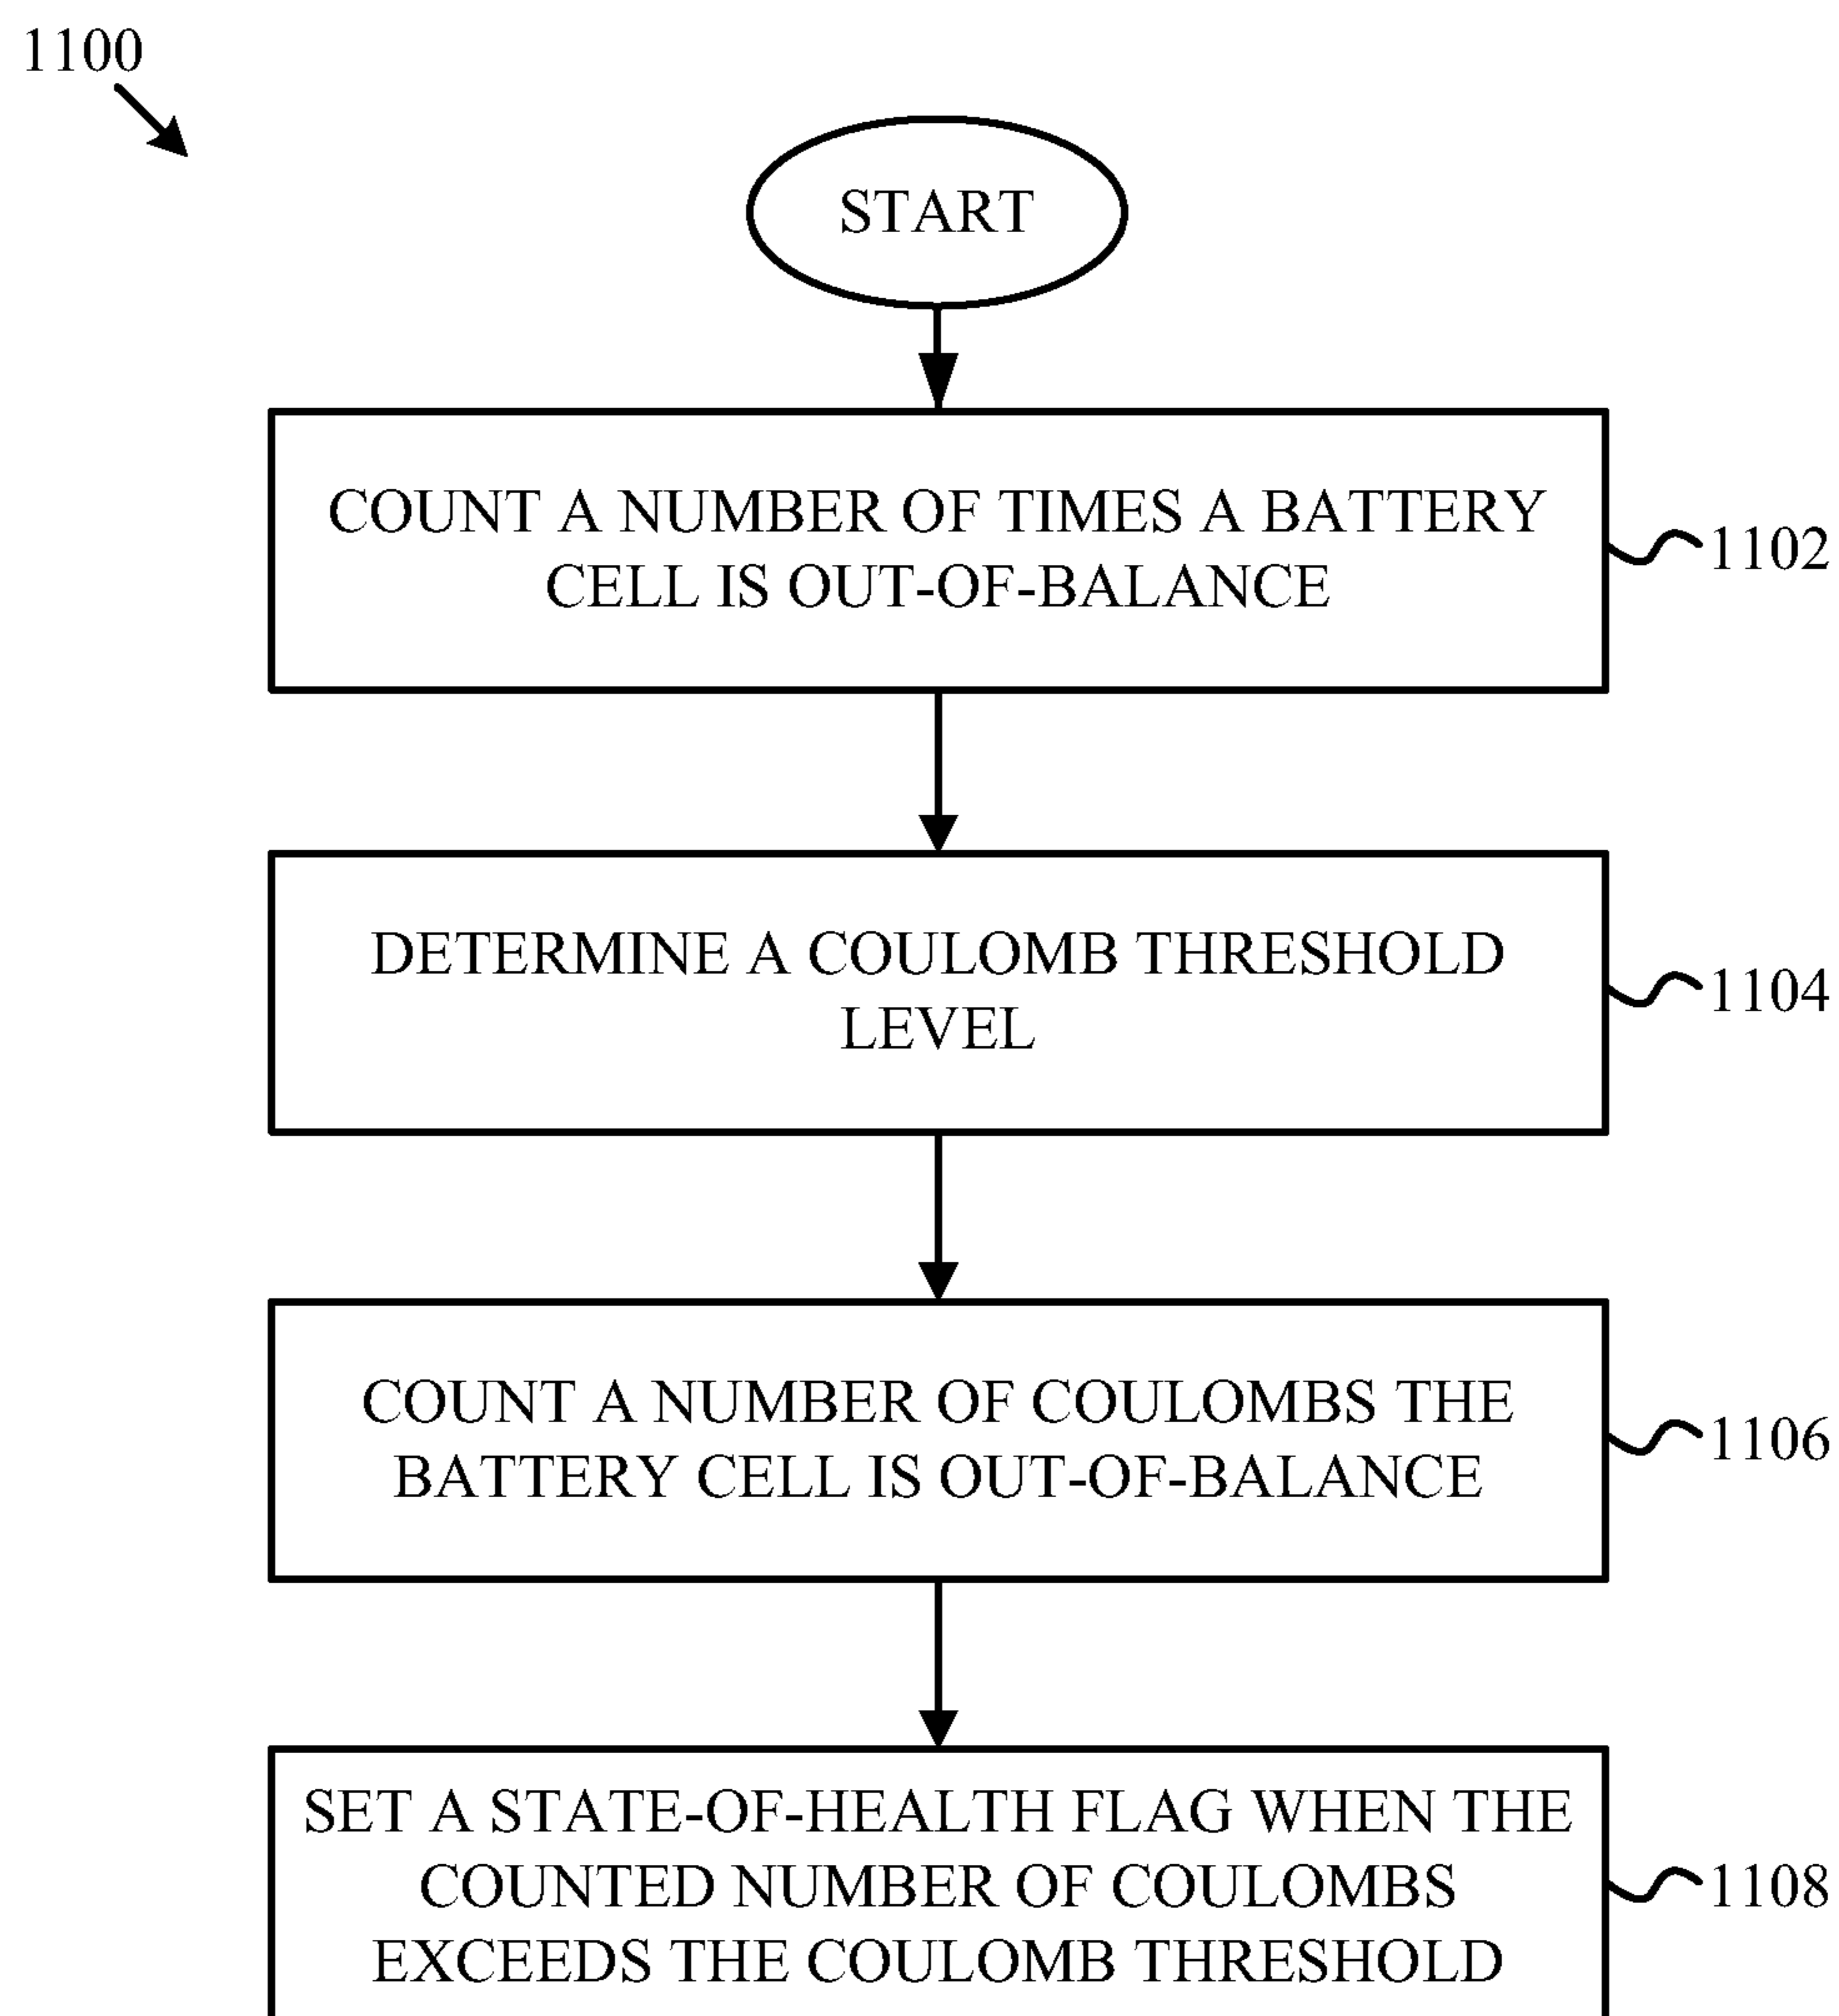 1100
START
COUNT A NUMBER OF TIMES A BATTERY
CELL IS OUT-OF-BALANCE
1102
DETERMINE A COULOMB THRESHOLD
LEVEL
1104
COUNT A NUMBER OF COULOMBS THE
BATTERY CELL IS OUT-OF-BALANCE
1106
SET A STATE-OF-HEALTH FLAG WHEN THE
COUNTED NUMBER OF COULOMBS
EXCEEDS THE COULOMB THRESHOLD
1108